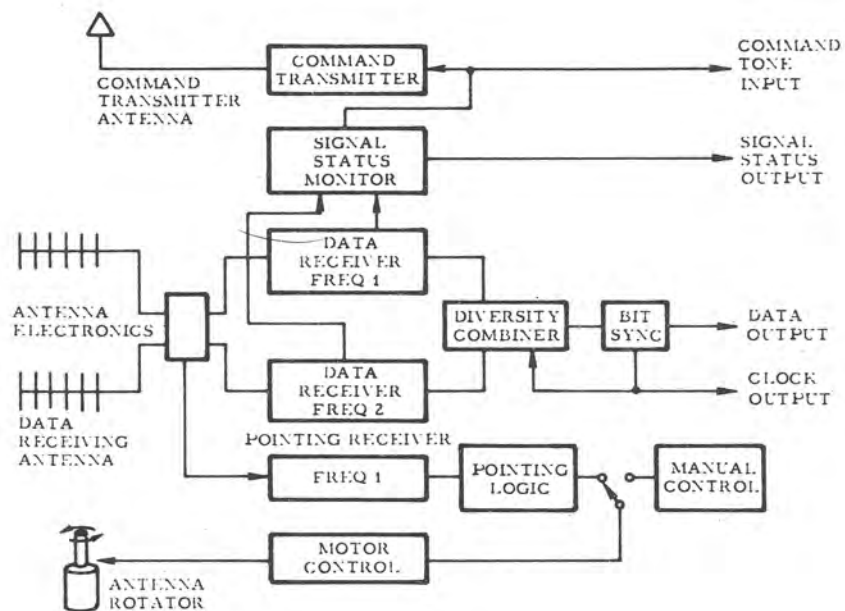 COMMAND
TRANSMITTER
COMMAND
TONE
INPUT
COMMAND
TRANSMITTER
ANTENNA
SIGNAL
STATUS
MONITOR
SIGNAL
STATUS
OUTPUT
DATA
RECEIVER
FREQ 1
ANTENNA
ELECTRONICS
DIVERSITY
COMBINER
BIT
SYNC
DATA
OUTPUT
DATA
RECEIVER
FREQ 2
CLOCK
OUTPUT
DATA
RECEIVING
ANTENNA
POINTING RECEIVER
FREQ 1
POINTING
LOGIC
MANUAL
CONTROL
MOTOR
CONTROL
ANTENNA
ROTATOR